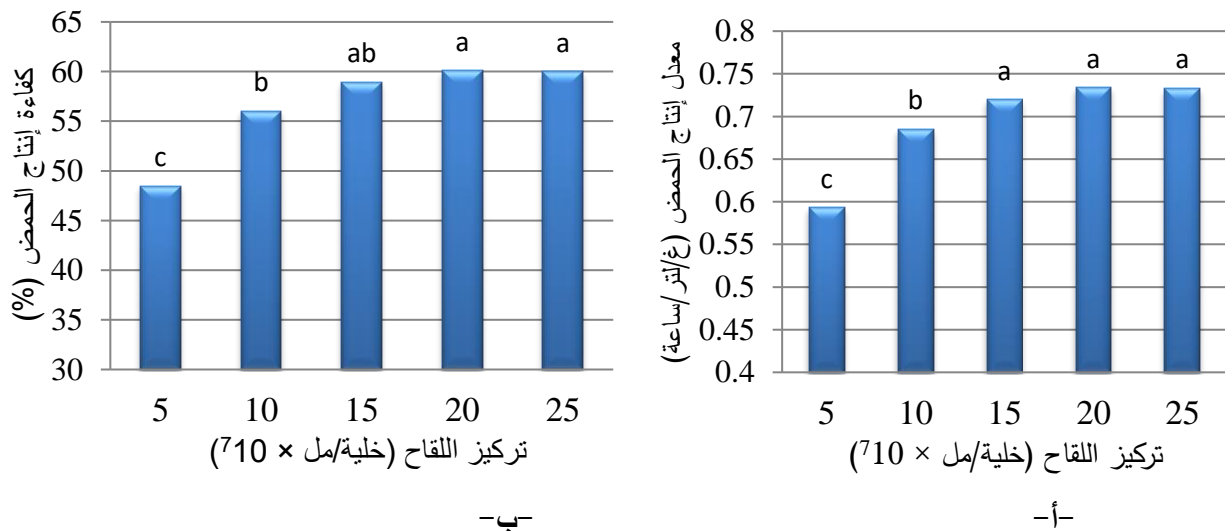 معدل إنتاج الحمض (غ/لتر/ساعة)
0.8
0.75
0.7
0.65
0.6
0.55
0.5
0.45
0.4
c
b
a
a
a
5 10 15 20 25
تركيز اللقاح (خلية/مل × 10⁷)
-أ-
كفاءة إنتاج الحمض (%)
65
60
55
50
45
40
35
30
c
b
ab
a
a
5 10 15 20 25
تركيز اللقاح (خلية/مل × 10⁷)
-ب-